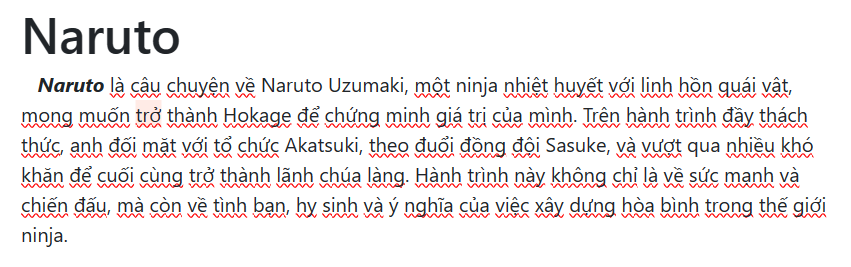 Naruto
Naruto là câu chuyện về Naruto Uzumaki, một ninja nhiệt huyết với linh hồn quái vật,
mong muốn trở thành Hokage để chứng minh giá trị của mình. Trên hành trình đầy thách
thức, anh đối mặt với tổ chức Akatsuki, theo đuổi đồng đội Sasuke, và vượt qua nhiều khó
khăn để cuối cùng trở thành lãnh chúa làng. Hành trình này không chỉ là về sức mạnh và
chiến đấu, mà còn về tình bạn, hy sinh và ý nghĩa của việc xây dựng hòa bình trong thế giới
ninja.